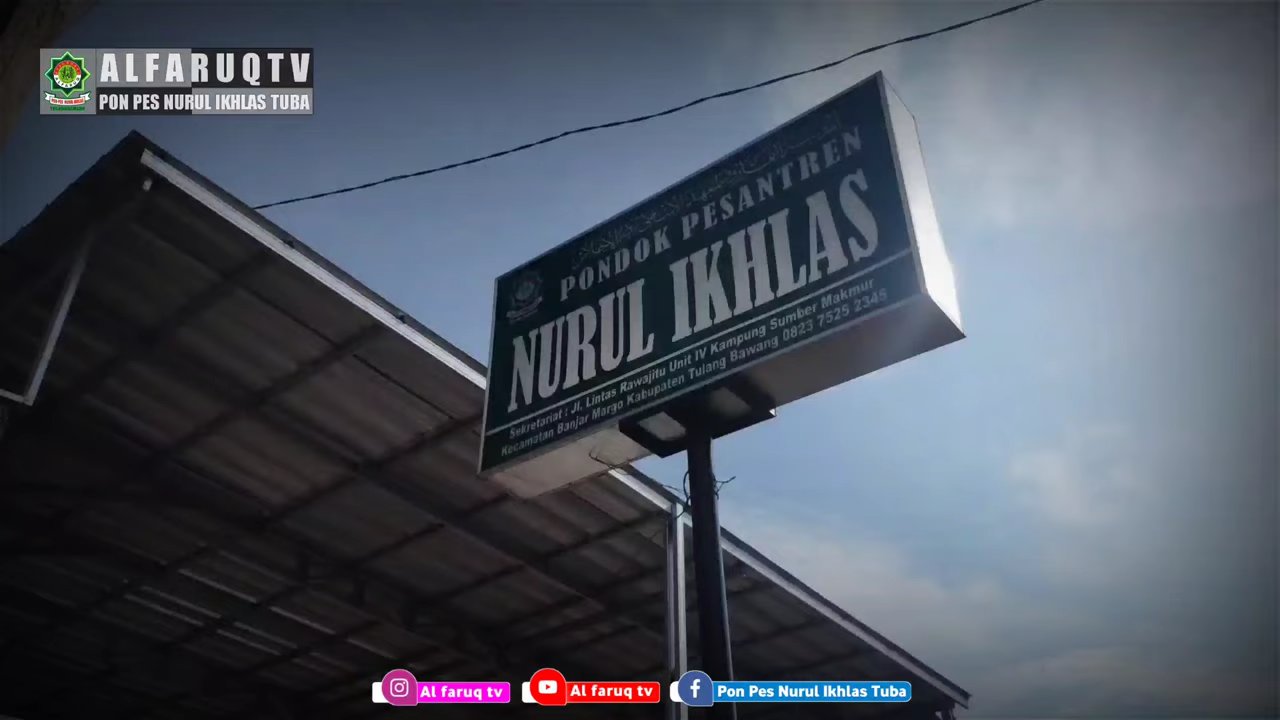 ALFARUQTV
PON PES NURUL IKHLAS TUBA
PONDOK PESANTREN
NURUL IKHLAS
Sekretariat : Jl. Lintas Rawajitu Unit IV Kampung Sumber Makmur
Kecamatan Banjar Margo Kabupaten Tulang Bawang 0823 7525 2345
Al faruq tv
Al faruq tv
Pon Pes Nurul Ikhlas Tuba